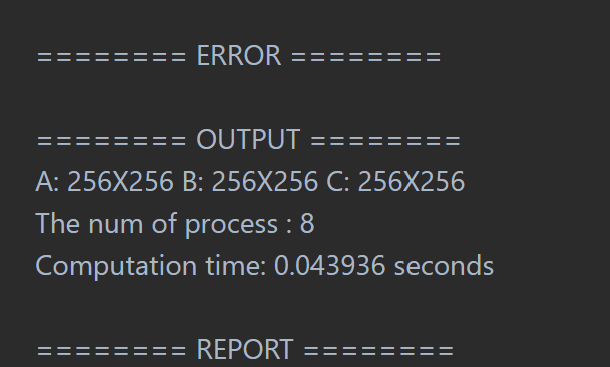 ======== ERROR ========
======== OUTPUT ========
A: 256X256 B: 256X256 C: 256X256
The num of process : 8
Computation time: 0.043936 seconds
======== REPORT ========